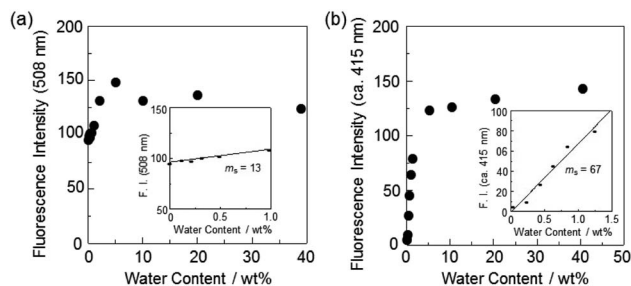 (a)
Fluorescence Intensity (508 nm)
200
150
100
50
0
0 10 20 30 40
Water Content / wt%
F. I. (508 nm)
150
100
50
0.0 0.5 1.0
Water Content / wt%
ms = 13
(b)
Fluorescence Intensity (ca. 415 nm)
200
150
100
50
0
0 10 20 30 40 50
Water Content / wt%
F. I. (ca. 415 nm)
100
80
60
40
20
0
0.0 0.5 1.0 1.5
Water Content / wt%
ms = 67